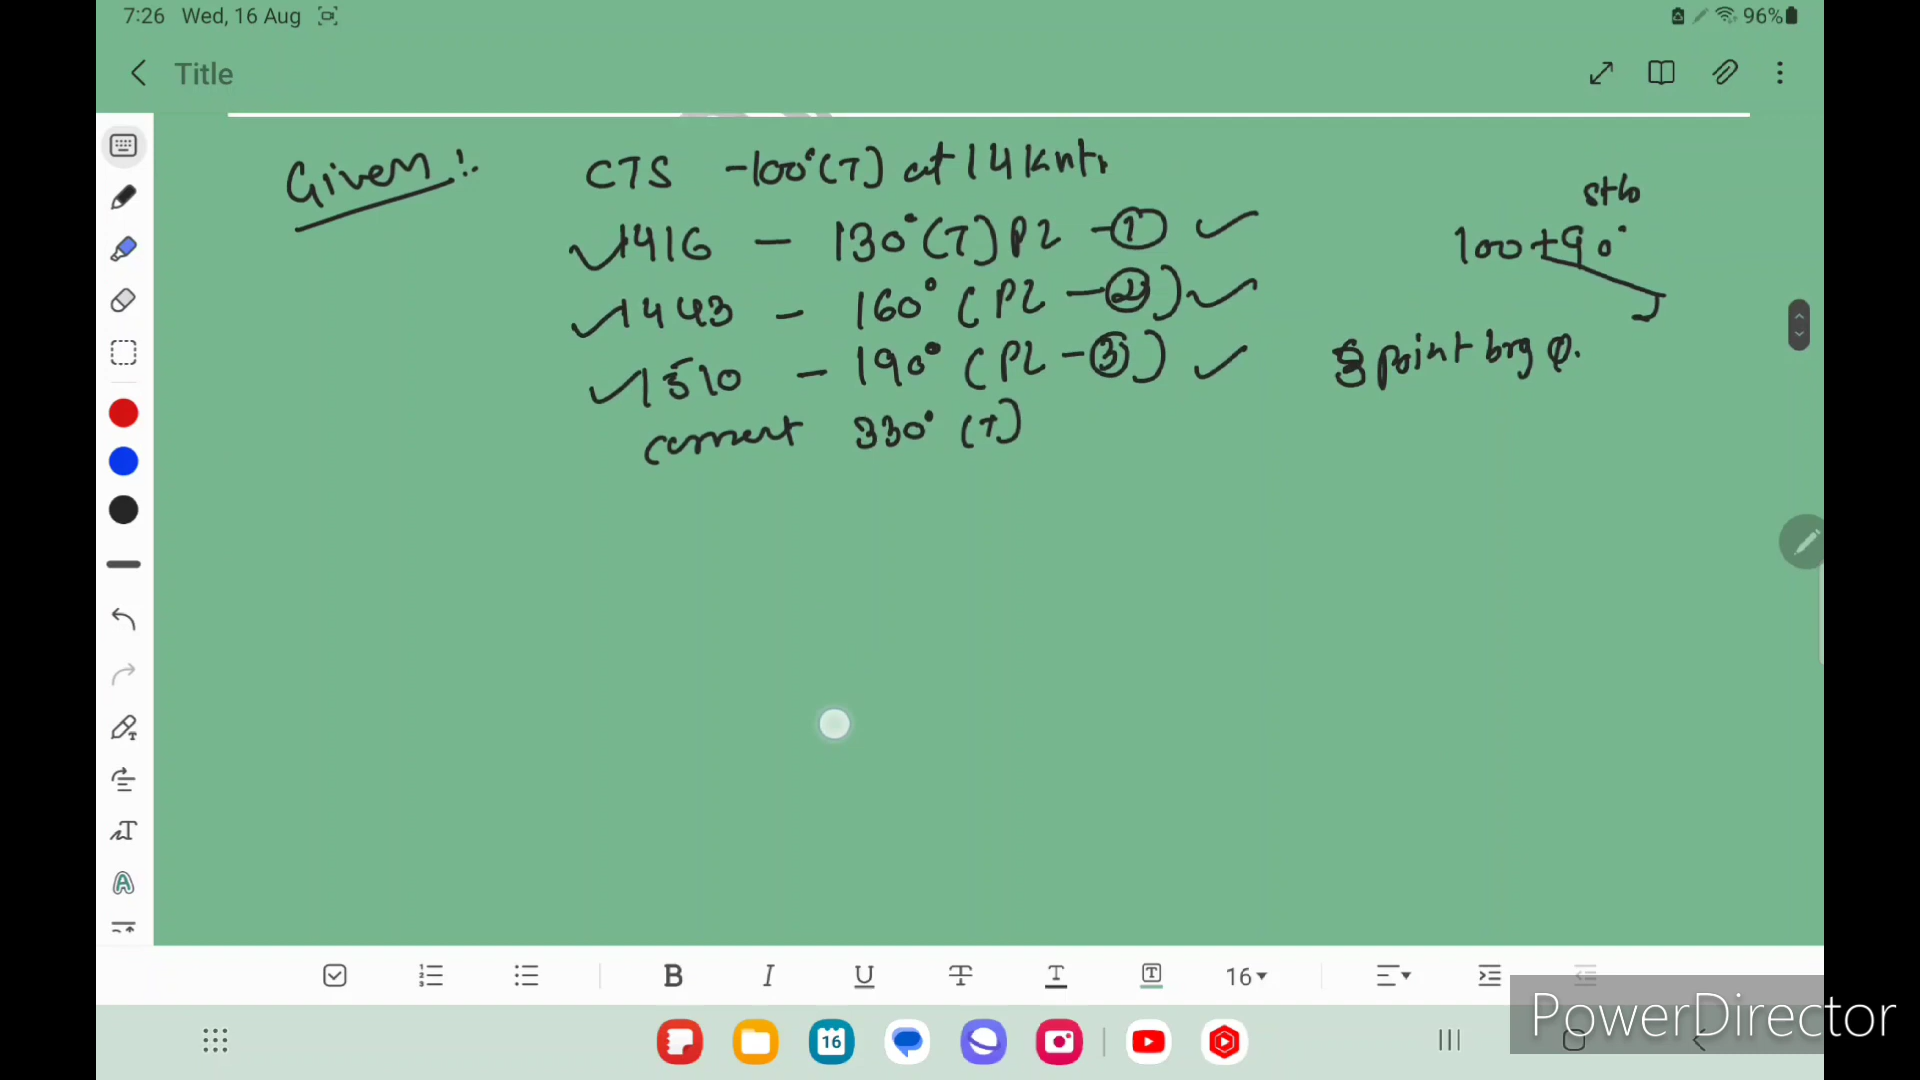 7:26 Wed, 16 Aug 96%
Title
Given :- CTS - 100°(T) at 14 knts
1416 - 130°(T) PL - 1
1443 - 160° (PL - 2)
1510 - 190° (PL - 3)
current 330° (T)
stb
100 + 90°
3 point brg Q.
B I U T T 16
16
PowerDirector